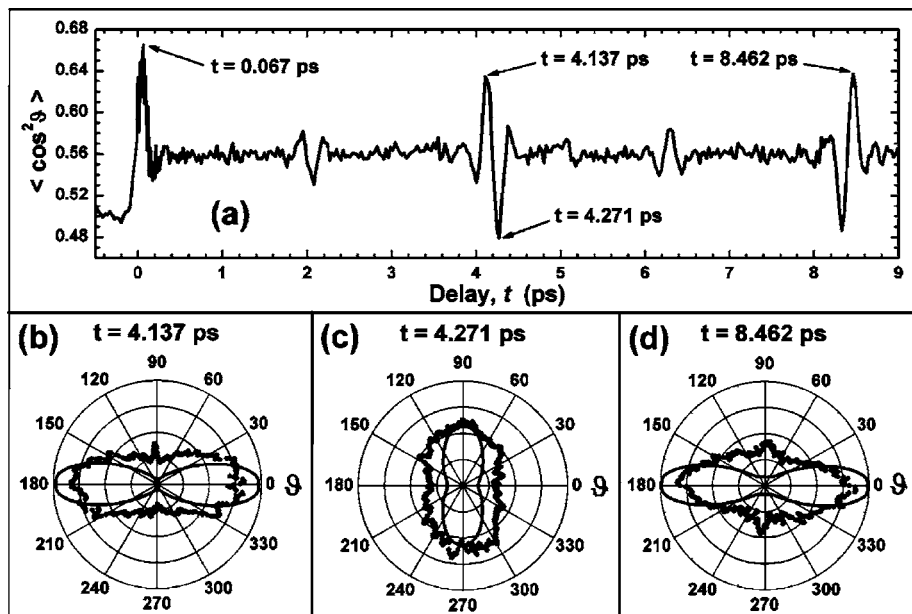 0.68
0.64
0.60
0.56
0.52
0.48
< cos²ϑ >
t = 0.067 ps
t = 4.137 ps
t = 8.462 ps
t = 4.271 ps
(a)
0 1 2 3 4 5 6 7 8 9
Delay, t (ps)
(b) t = 4.137 ps
90
120 60
150 30
180 0 ϑ
210 330
240 300
270
(c) t = 4.271 ps
90
120 60
150 30
180 0 ϑ
210 330
240 300
270
(d) t = 8.462 ps
90
120 60
150 30
180 0 ϑ
210 330
240 300
270